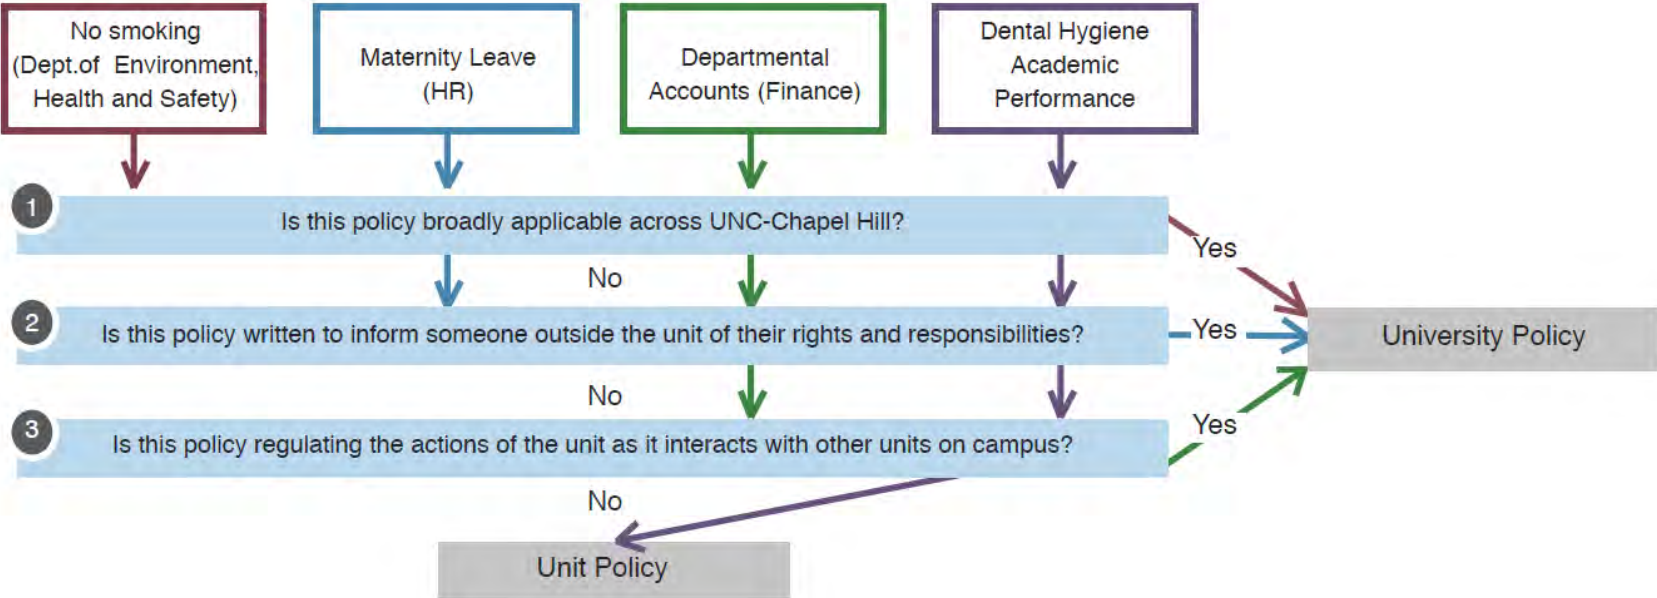 No smoking
(Dept.of Environment,
Health and Safety)
Maternity Leave
(HR)
Departmental
Accounts (Finance)
Dental Hygiene
Academic
Performance
1
Is this policy broadly applicable across UNC-Chapel Hill?
Yes
No
2
Is this policy written to inform someone outside the unit of their rights and responsibilities?
Yes
University Policy
No
3
Is this policy regulating the actions of the unit as it interacts with other units on campus?
Yes
No
Unit Policy